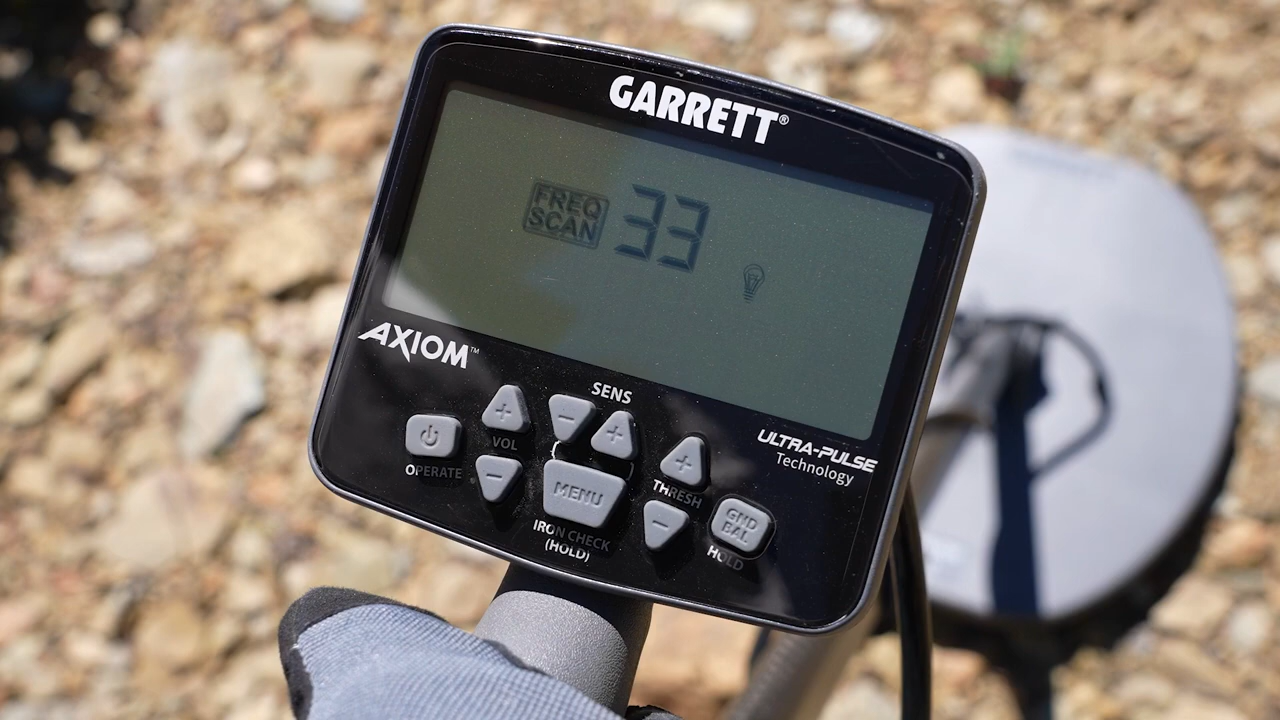 GARRETT®
FREQ
SCAN
33
AXIOM™
SENS
+
−
+
VOL
OPERATE
−
MENU
+
THRESH
−
IRON CHECK
(HOLD)
GND
BAL
HOLD
ULTRA-PULSE
Technology